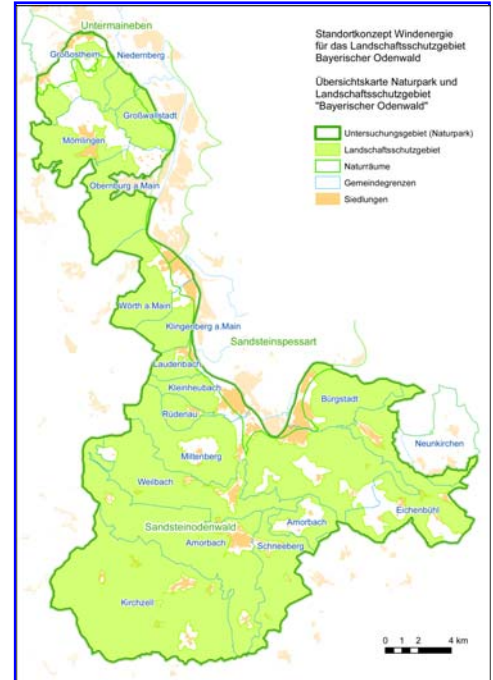 Standortkonzept Windenergie
für das Landschaftsschutzgebiet
Bayerischer Odenwald
Übersichtskarte Naturpark und
Landschaftsschutzgebiet
"Bayerischer Odenwald"
Untersuchungsgebiet (Naturpark)
Landschaftsschutzgebiet
Naturräume
Gemeindegrenzen
Siedlungen
Untermaineben
Großostheim
Niedernberg
Großwallstadt
Mömlingen
Obernburg a Main
Wörth a Main
Klingenberg a.Main
Sandsteinspessart
Laudenbach
Kleinheubach
Rüdenau
Bürgstadt
Miltenberg
Neunkirchen
Weilbach
Eichenbühl
Sandsteinodenwald
Amorbach
Amorbach
Schneeberg
Kirchzell
0 1 2 4 km